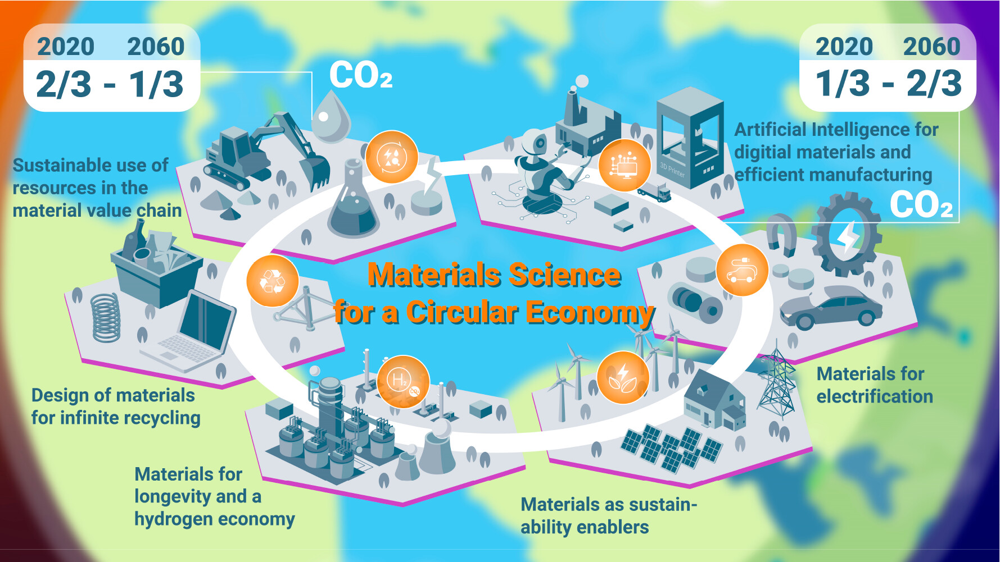 2020 2060
2/3 - 1/3
CO₂
2020 2060
1/3 - 2/3
Sustainable use of
resources in the
material value chain
Artificial Intelligence for
digitial materials and
efficient manufacturing
3D Printer
CO₂
Materials Science
for a Circular Economy
H₂
CO₂
Design of materials
for infinite recycling
Materials for
electrification
Materials for
longevity and a
hydrogen economy
Materials as sustain-
ability enablers